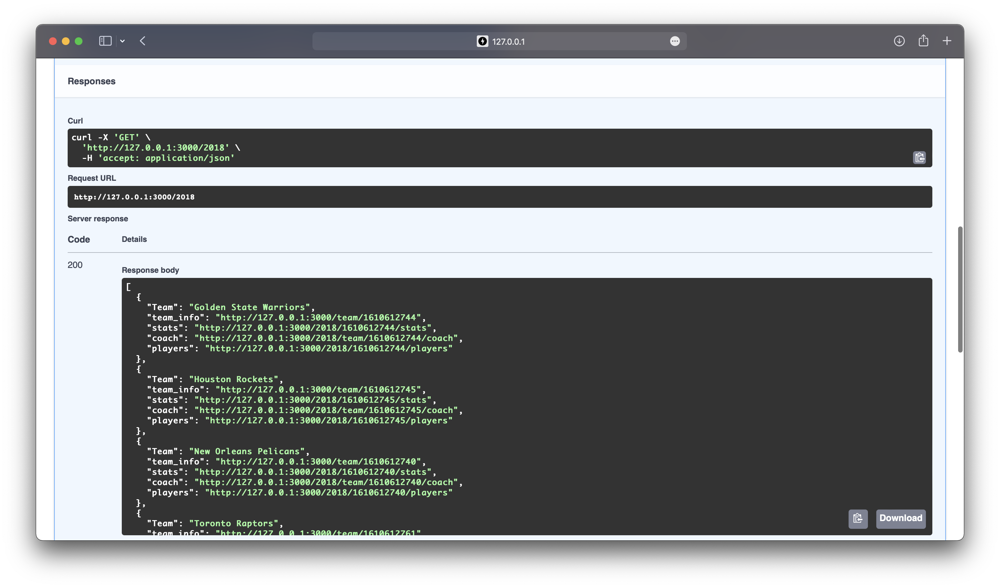 127.0.0.1
Responses
Curl
curl -X 'GET' \
  'http://127.0.0.1:3000/2018' \
  -H 'accept: application/json'
Request URL
http://127.0.0.1:3000/2018
Server response
Code Details
200
Response body
[
  {
    "Team": "Golden State Warriors",
    "team_info": "http://127.0.0.1:3000/team/1610612744",
    "stats": "http://127.0.0.1:3000/2018/1610612744/stats",
    "coach": "http://127.0.0.1:3000/2018/team/1610612744/coach",
    "players": "http://127.0.0.1:3000/2018/1610612744/players"
  },
  {
    "Team": "Houston Rockets",
    "team_info": "http://127.0.0.1:3000/team/1610612745",
    "stats": "http://127.0.0.1:3000/2018/1610612745/stats",
    "coach": "http://127.0.0.1:3000/2018/team/1610612745/coach",
    "players": "http://127.0.0.1:3000/2018/1610612745/players"
  },
  {
    "Team": "New Orleans Pelicans",
    "team_info": "http://127.0.0.1:3000/team/1610612740",
    "stats": "http://127.0.0.1:3000/2018/1610612740/stats",
    "coach": "http://127.0.0.1:3000/2018/team/1610612740/coach",
    "players": "http://127.0.0.1:3000/2018/1610612740/players"
  },
  {
    "Team": "Toronto Raptors",
    "team_info": "http://127.0.0.1:3000/team/1610612761"
Download